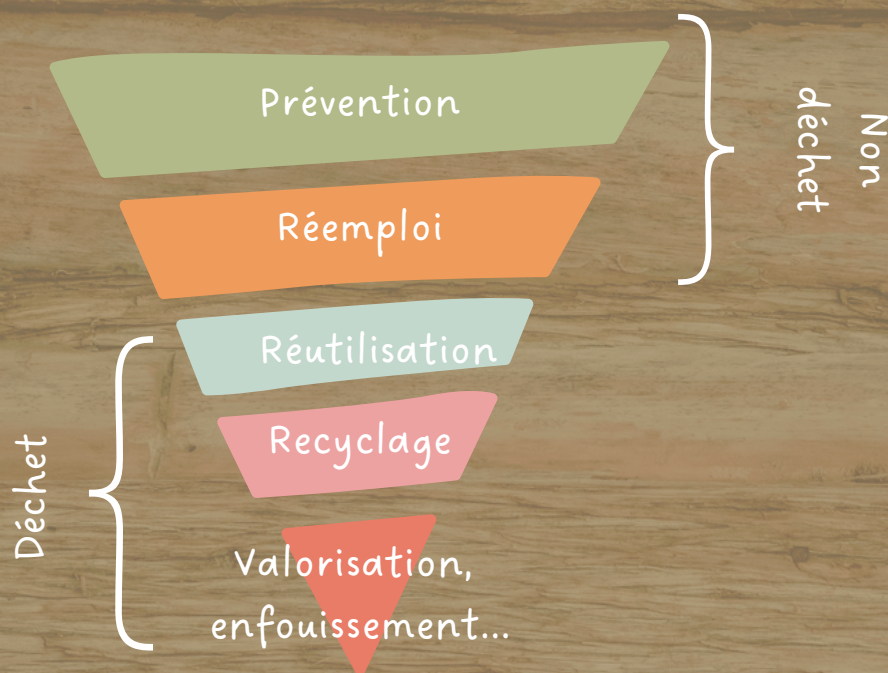 Prévention
Non
déchet
Réemploi
Réutilisation
Recyclage
Déchet
Valorisation,
enfouissement...